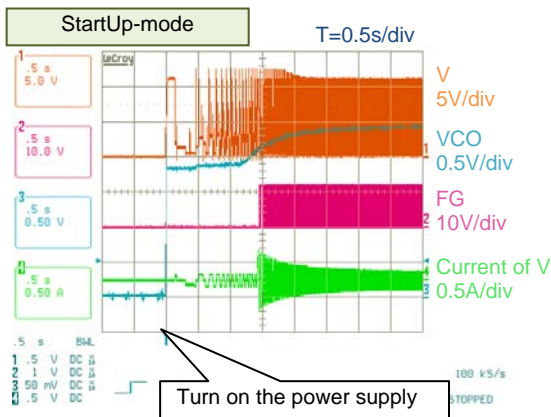 StartUp-mode
T=0.5s/div
LeCroy
1
.5 s
5.0 V
2
.5 s
10.0 V
3
.5 s
0.50 V
4
.5 s
0.50 A
V
5V/div
VCO
0.5V/div
FG
10V/div
Current of V
0.5A/div
1
2
3
.5 s BWL
1 .5 V DC
2 1 V DC
3 50 mV DC
4 .5 V DC
Turn on the power supply
100 kS/s
STOPPED